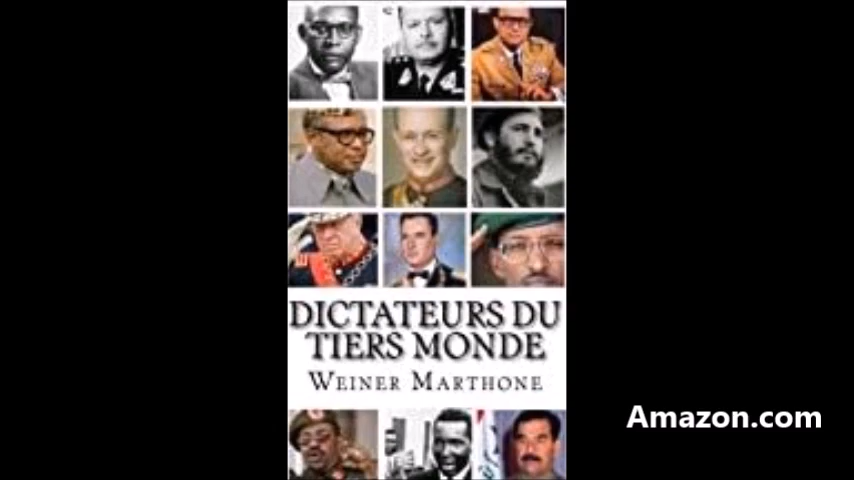 DICTATEURS DU
TIERS MONDE
WEINER MARTHONE
Amazon.com